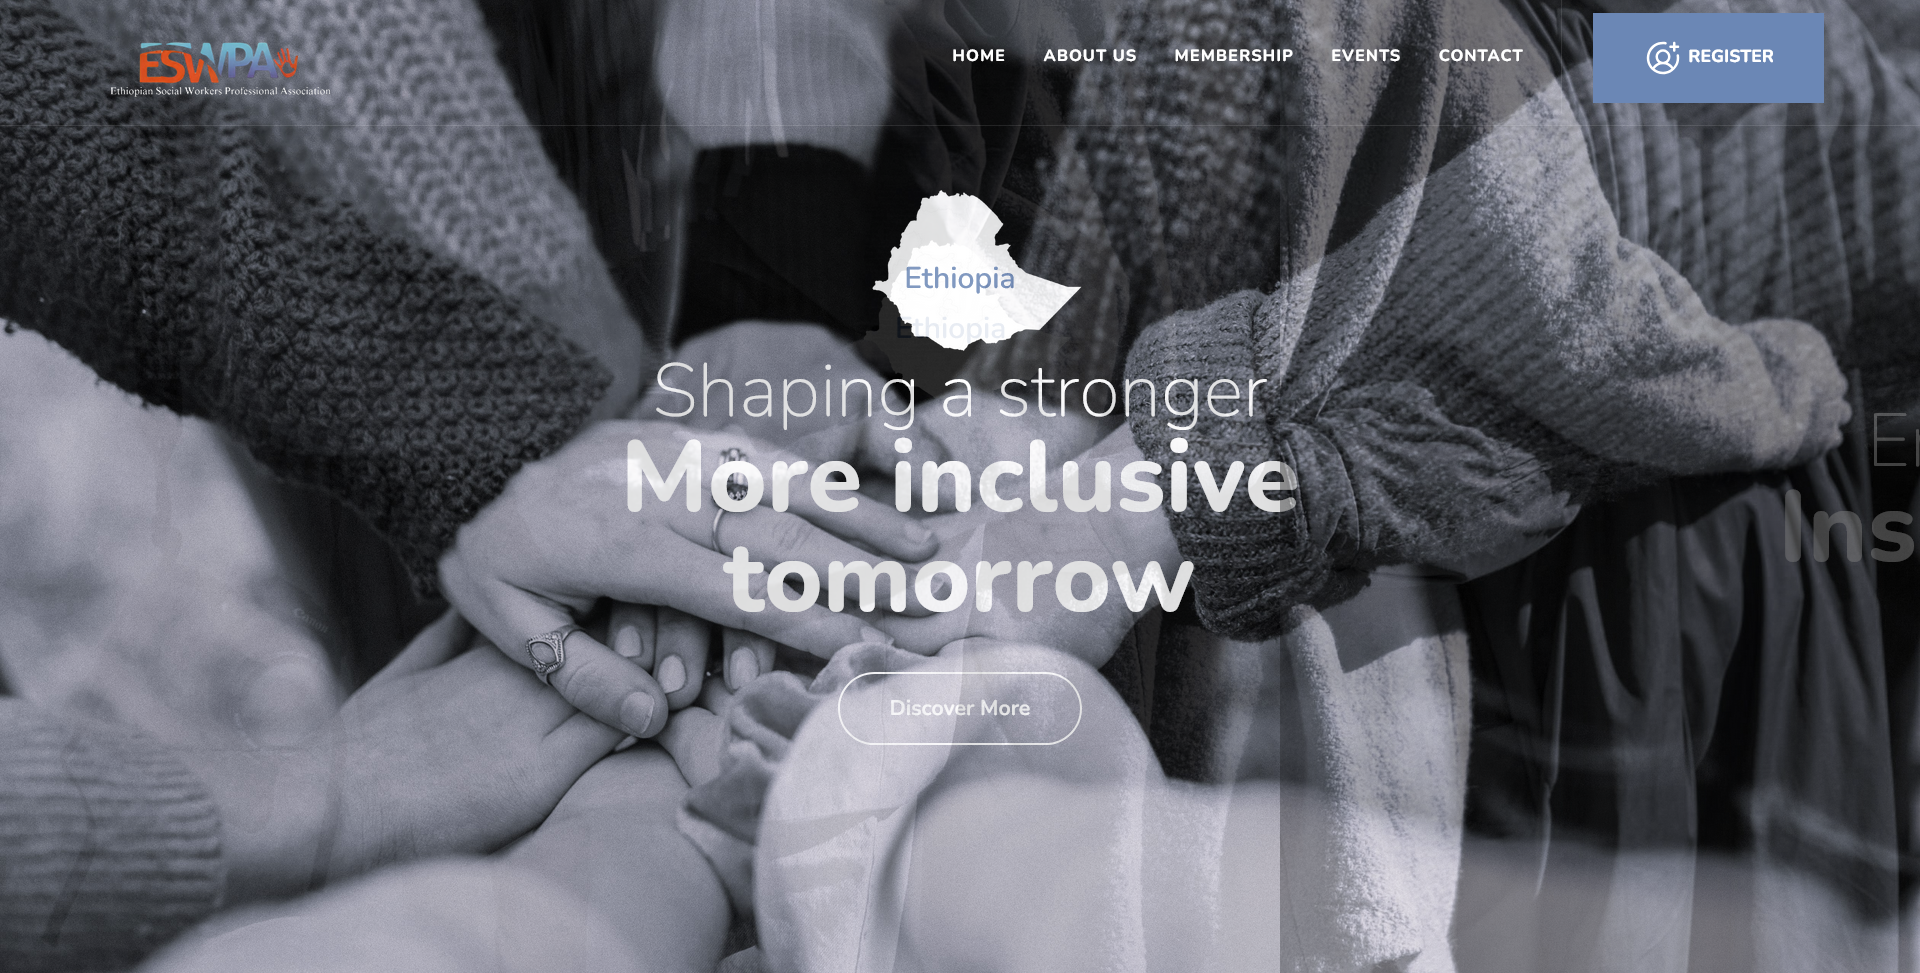 ESWPA
Ethiopian Social Workers Professional Association
HOME ABOUT US MEMBERSHIP EVENTS CONTACT REGISTER
Ethiopia
Ethiopia
Shaping a stronger
More inclusive
tomorrow
Ins
Discover More